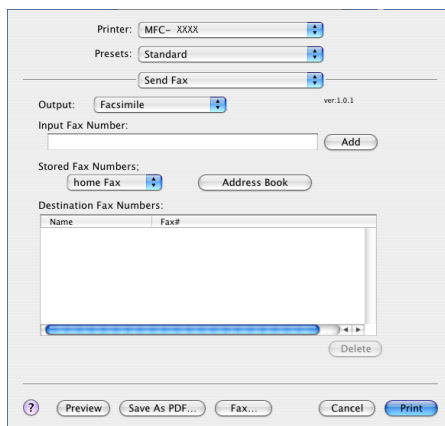 Printer: MFC- XXXX
Presets: Standard
Send Fax
Output: Facsimile ver:1.0.1
Input Fax Number:
Add
Stored Fax Numbers;
home Fax Address Book
Destination Fax Numbers:
Name Fax#
Delete
? Preview Save As PDF... Fax... Cancel Print